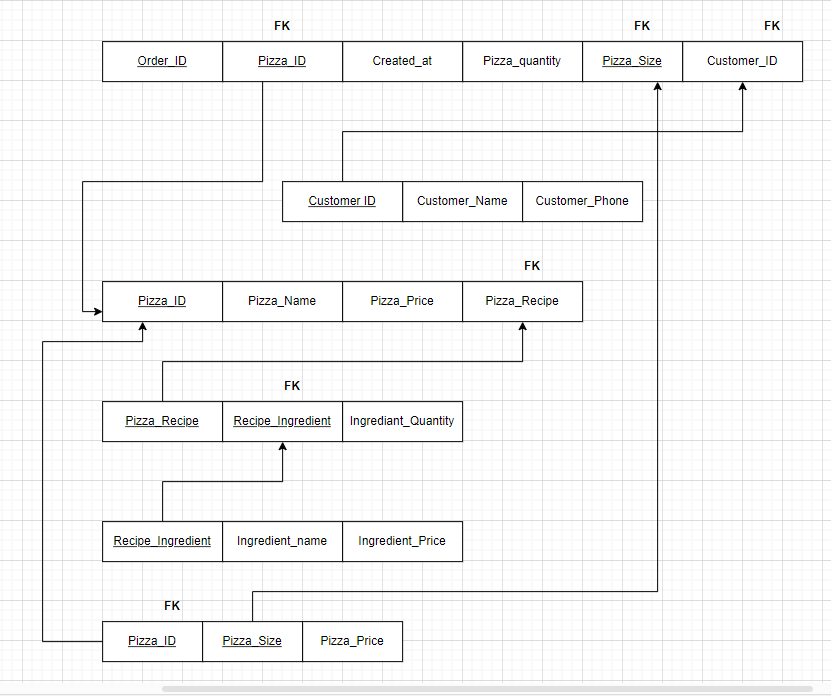 FK FK FK
Order_ID Pizza_ID Created_at Pizza_quantity Pizza_Size Customer_ID
Customer ID Customer_Name Customer_Phone
FK
Pizza_ID Pizza_Name Pizza_Price Pizza_Recipe
FK
Pizza_Recipe Recipe_Ingredient Ingrediant_Quantity
Recipe_Ingredient Ingredient_name Ingredient_Price
FK
Pizza_ID Pizza_Size Pizza_Price